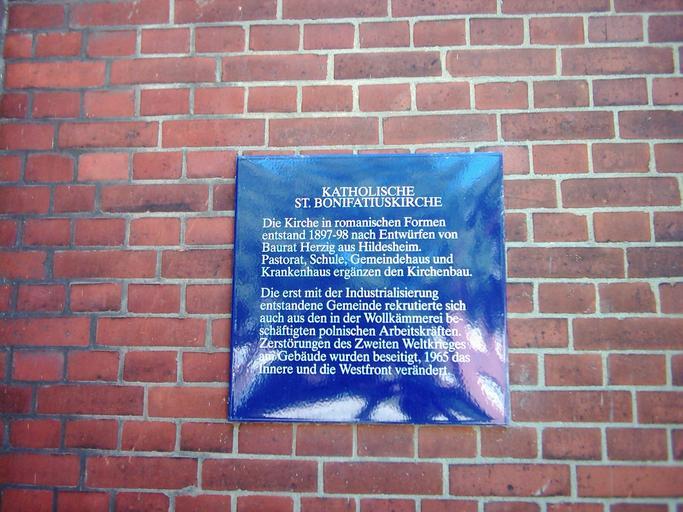 KATHOLISCHE
ST. BONIFATIUSKIRCHE
Die Kirche in romanischen Formen
entstand 1897-98 nach Entwürfen von
Baurat Herzig aus Hildesheim.
Pastorat, Schule, Gemeindehaus und
Krankenhaus ergänzen den Kirchenbau.
Die erst mit der Industrialisierung
entstandene Gemeinde rekrutierte sich
auch aus den in der Wollkämmerei be-
schäftigten polnischen Arbeitskräften.
Zerstörungen des Zweiten Weltkrieges
am Gebäude wurden beseitigt, 1965 das
Innere und die Westfront verändert.